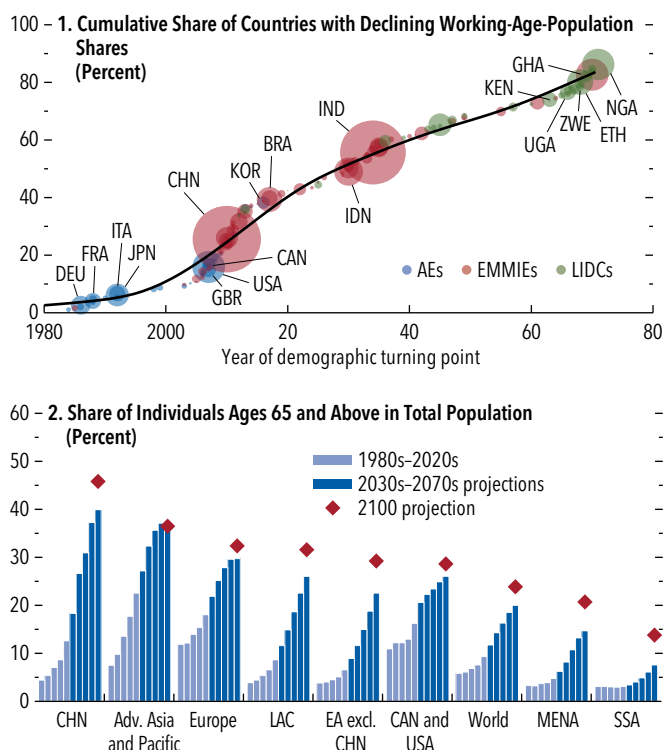 1. Cumulative Share of Countries with Declining Working-Age-Population
Shares
(Percent)
100
80
60
40
20
0
DEU
FRA
ITA
JPN
CHN
KOR
BRA
IND
IDN
CAN
USA
GBR
GHA
KEN
NGA
UGA
ZWE
ETH
AEs
EMMIEs
LIDCs
1980
2000
20
40
60
80
Year of demographic turning point
2. Share of Individuals Ages 65 and Above in Total Population
(Percent)
60
50
40
30
20
10
0
1980s–2020s
2030s–2070s projections
2100 projection
CHN
Adv. Asia
and Pacific
Europe
LAC
EA excl.
CHN
CAN and
USA
World
MENA
SSA